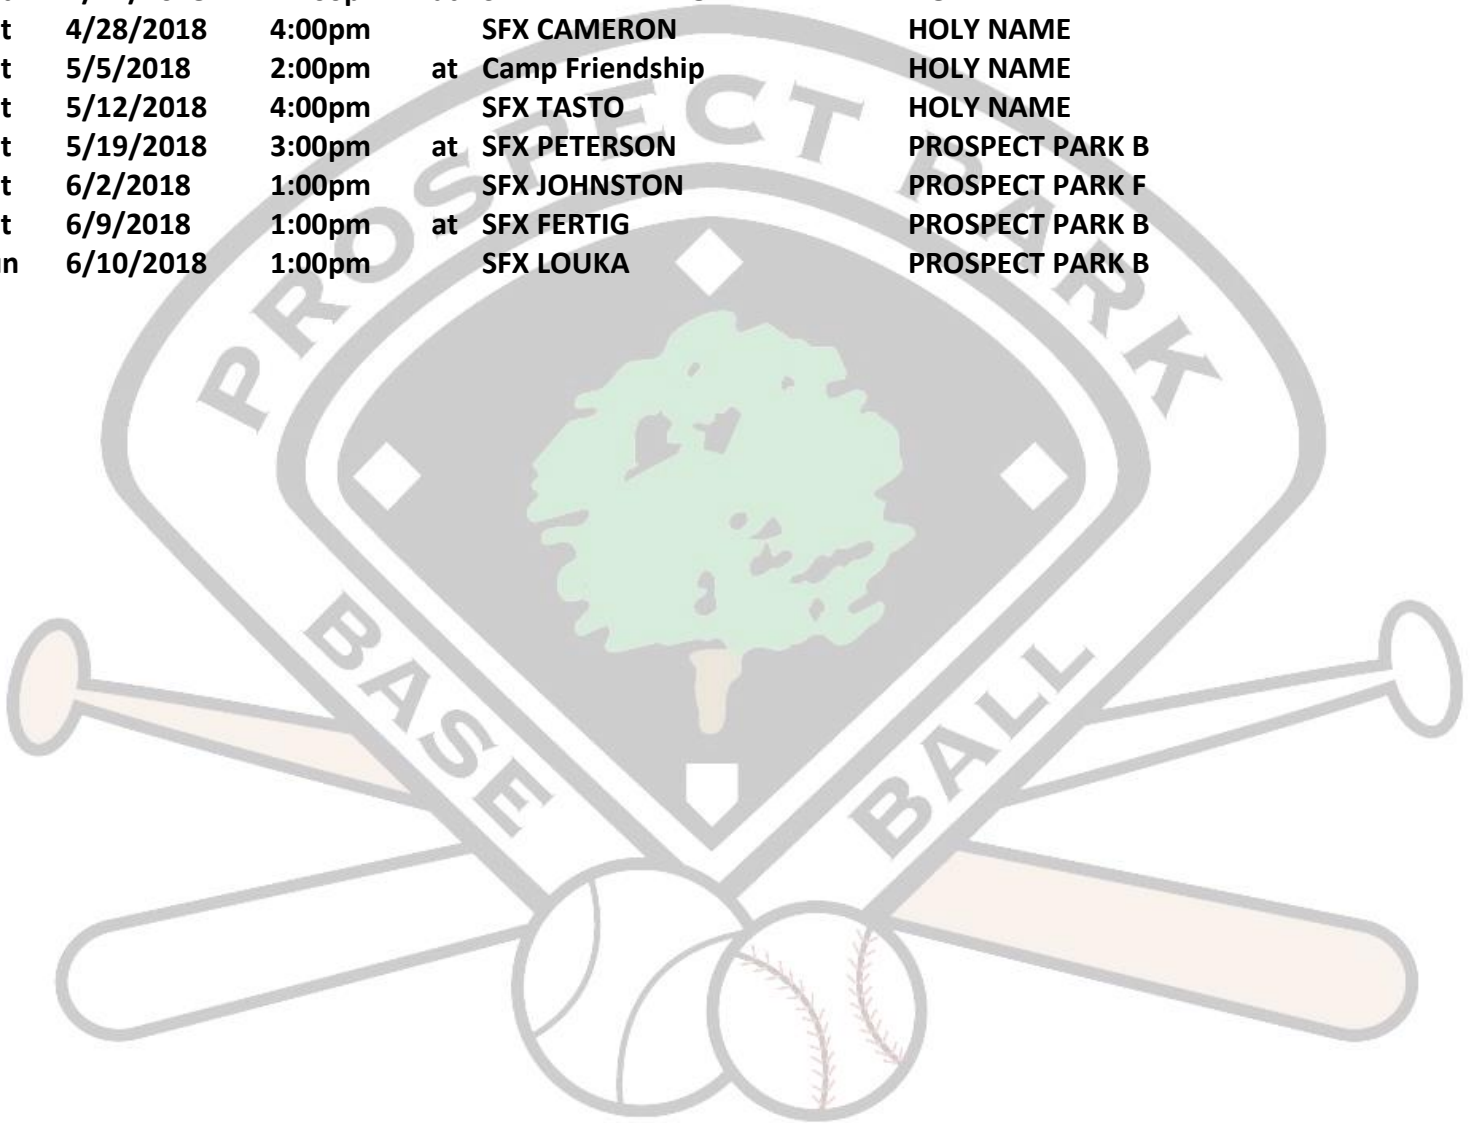 t 4/28/2018 4:00pm SFX CAMERON HOLY NAME
t 5/5/2018 2:00pm at Camp Friendship HOLY NAME
t 5/12/2018 4:00pm SFX TASTO HOLY NAME
t 5/19/2018 3:00pm at SFX PETERSON PROSPECT PARK B
t 6/2/2018 1:00pm SFX JOHNSTON PROSPECT PARK F
t 6/9/2018 1:00pm at SFX FERTIG PROSPECT PARK B
un 6/10/2018 1:00pm SFX LOUKA PROSPECT PARK B
PROSPECT PARK
BASE BALL